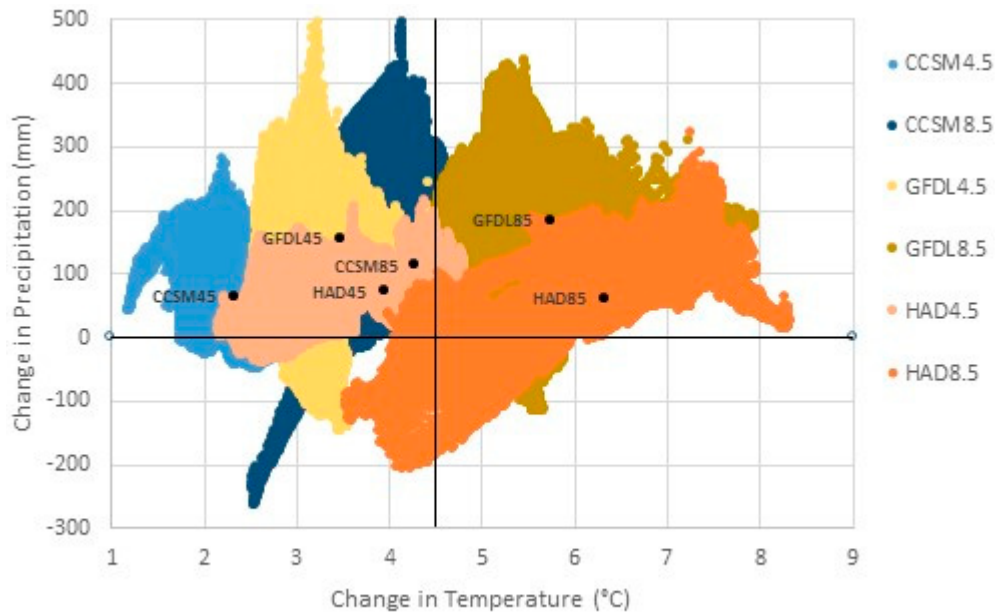 500
400
300
200
100
0
-100
-200
-300
Change in Precipitation (mm)
1 2 3 4 5 6 7 8 9
Change in Temperature (°C)
GFDL45
GFDL85
CCSM85
CCSM45
HAD45
HAD85
CCSM4.5
CCSM8.5
GFDL4.5
GFDL8.5
HAD4.5
HAD8.5